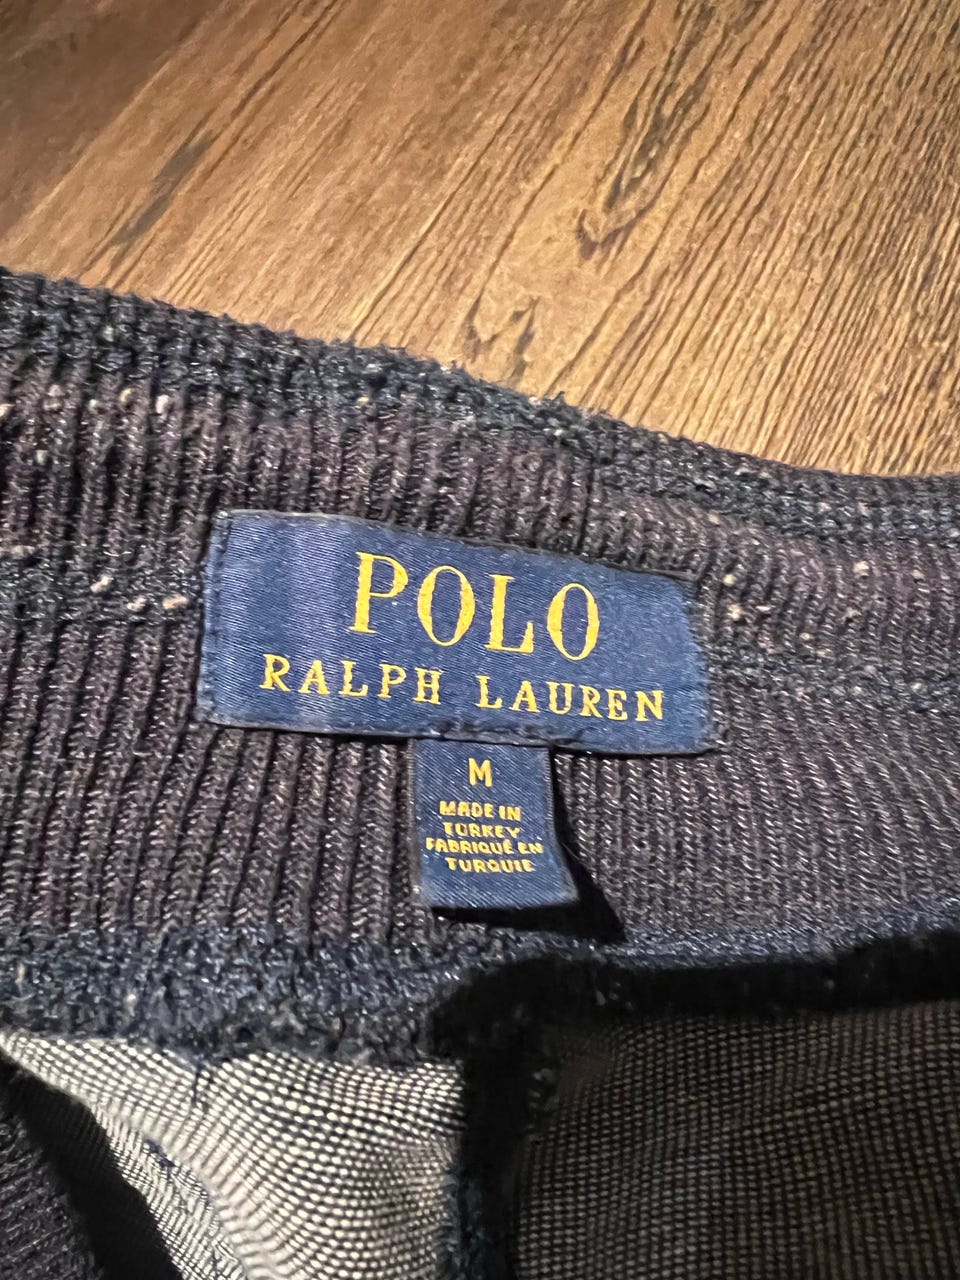 POLO
RALPH LAUREN
M
MADE IN
TURKEY
FABRIQUÉ EN
TURQUIE